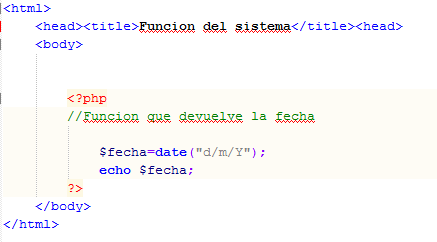 <html>
<head><title>Funcion del sistema</title><head>
<body>
<?php
//Funcion que devuelve la fecha
$fecha=date("d/m/Y");
echo $fecha;
?>
</body>
</html>